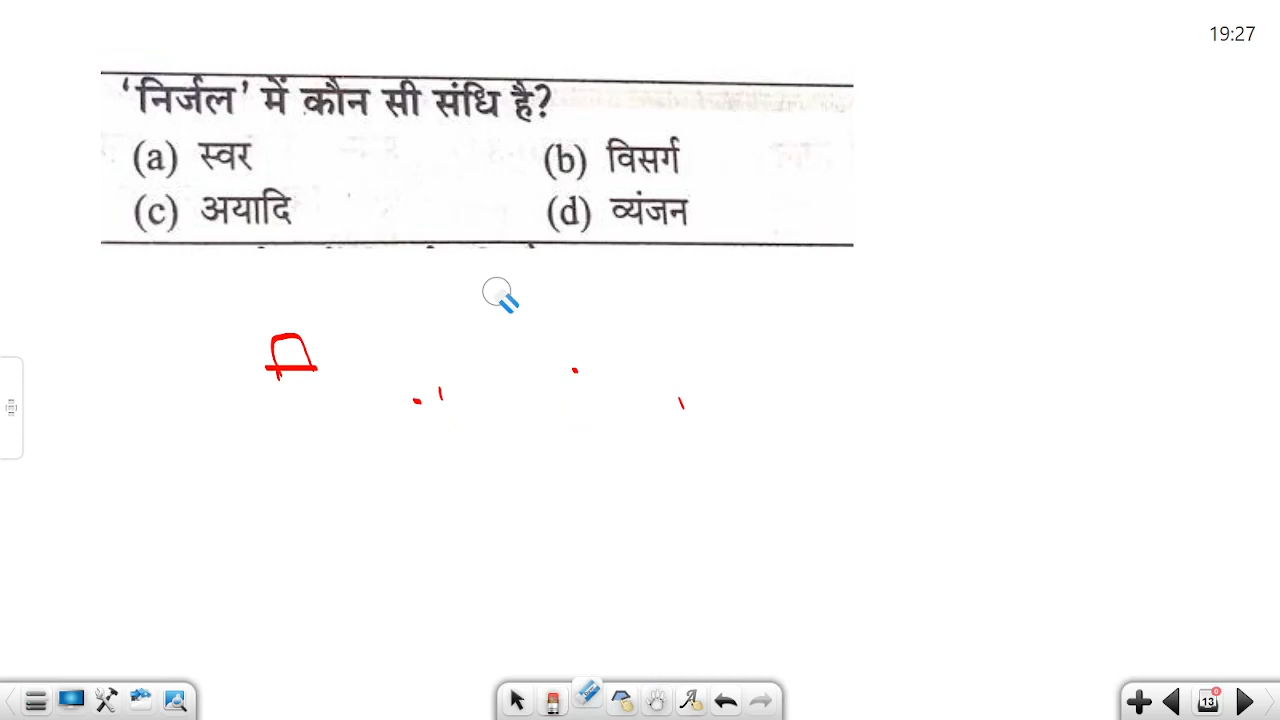 19:27
'निर्जल' में कौन सी संधि है?
(a) स्वर (b) विसर्ग
(c) अयादि (d) व्यंजन
13